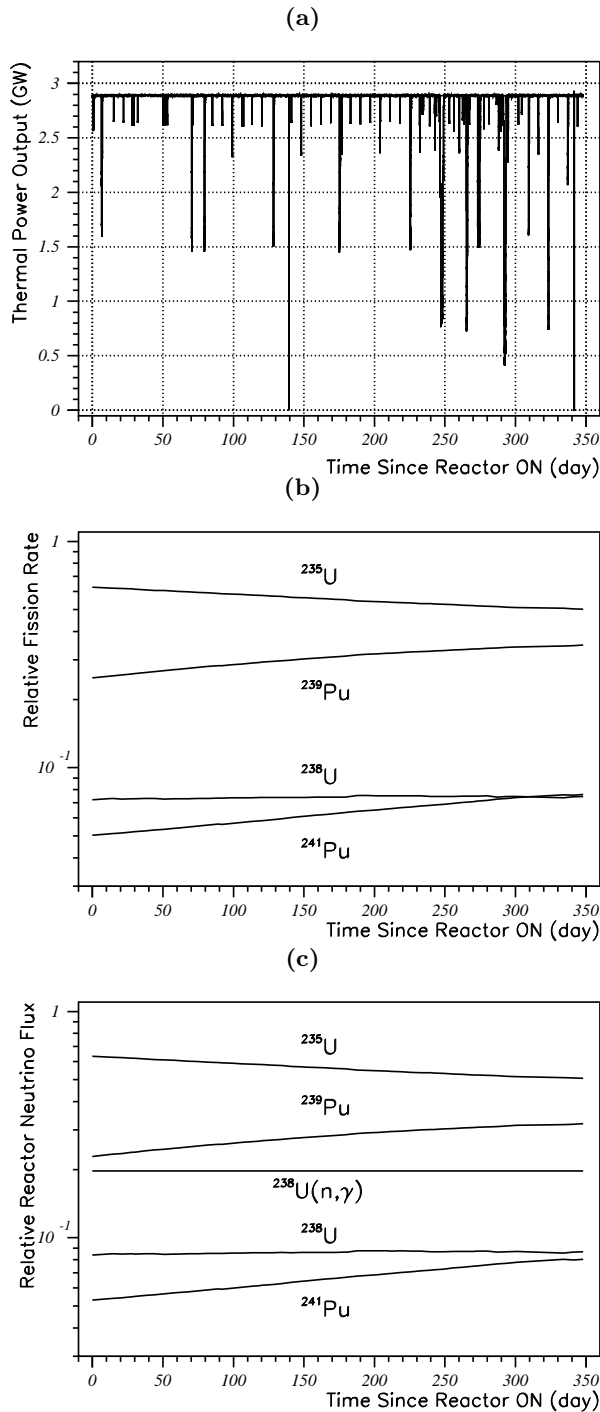 (a)
Thermal Power Output (GW)
3
2.5
2
1.5
1
0.5
0
0 50 100 150 200 250 300 350
Time Since Reactor ON (day)
(b)
Relative Fission Rate
1
²³⁵U
²³⁹Pu
10⁻¹
²³⁸U
²⁴¹Pu
0 50 100 150 200 250 300 350
Time Since Reactor ON (day)
(c)
Relative Reactor Neutrino Flux
1
²³⁵U
²³⁹Pu
²³⁸U(n,γ)
10⁻¹
²³⁸U
²⁴¹Pu
0 50 100 150 200 250 300 350
Time Since Reactor ON (day)